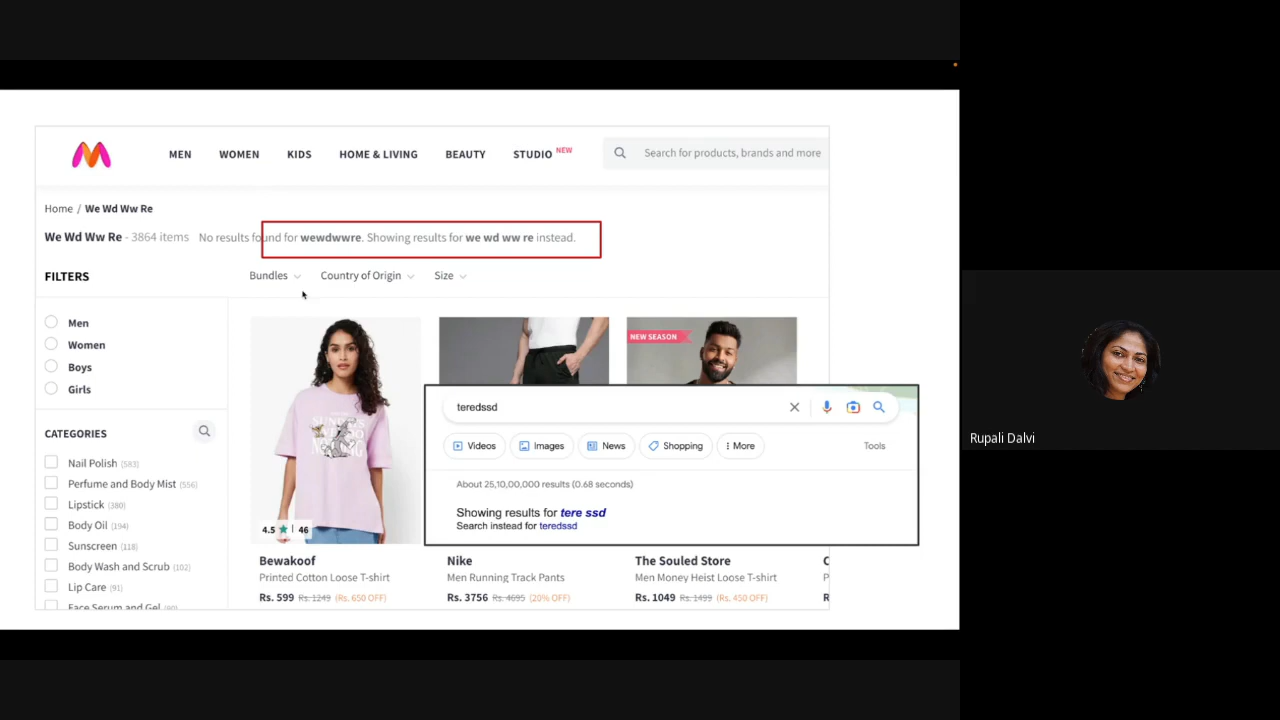 MEN WOMEN KIDS HOME & LIVING BEAUTY STUDIO NEW Search for products, brands and more
Home / We Wd Ww Re
We Wd Ww Re - 3864 items No results found for wewdwwre. Showing results for we wd ww re instead.
FILTERS Bundles Country of Origin Size
Men
Women
Boys
Girls
CATEGORIES
Nail Polish (583)
Perfume and Body Mist (556)
Lipstick (380)
Body Oil (194)
Sunscreen (118)
Body Wash and Scrub (102)
Lip Care (91)
Face Serum and Gel (90)
NEW SEASON
4.5 | 46
Bewakoof
Printed Cotton Loose T-shirt
Rs. 599 Rs. 1249 (Rs. 650 OFF)
Nike
Men Running Track Pants
Rs. 3756 Rs. 4695 (20% OFF)
The Souled Store
Men Money Heist Loose T-shirt
Rs. 1049 Rs. 1499 (Rs. 450 OFF)
teredssd
Videos Images News Shopping More Tools
About 25,10,00,000 results (0.68 seconds)
Showing results for tere ssd
Search instead for teredssd
Rupali Dalvi